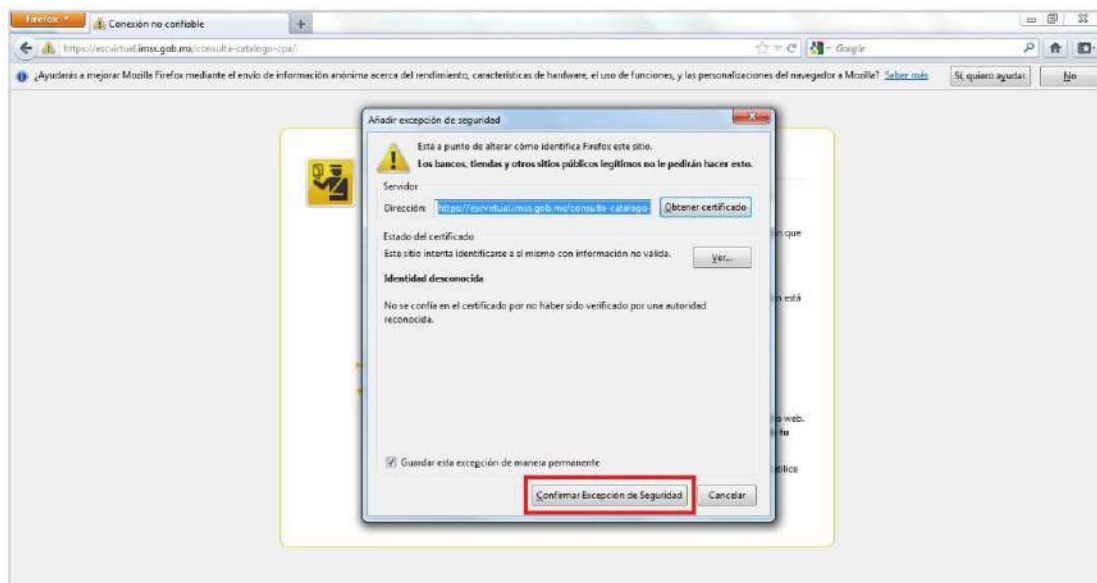 Firefox
Conexión no confiable
+
https://escvirtual.imss.gob.mx/consulta-catalogo-cpa/
Google
¿Ayudarás a mejorar Mozilla Firefox mediante el envío de información anónima acerca del rendimiento, características de hardware, el uso de funciones, y las personalizaciones del navegador a Mozilla? Saber más
Sí, quiero ayudar
No
Añadir excepción de seguridad
Está a punto de alterar cómo identifica Firefox este sitio.
Los bancos, tiendas y otros sitios públicos legítimos no le pedirán hacer esto.
Servidor
Dirección: https://escvirtual.imss.gob.mx/consulta-catalogo- Obtener certificado
Estado del certificado
Este sitio intenta identificarse a sí mismo con información no válida.
Ver...
Identidad desconocida
No se confía en el certificado por no haber sido verificado por una autoridad
reconocida.
n que
n está
o web.
tu
Guardar esta excepción de manera permanente
Confirmar Excepción de Seguridad
Cancelar